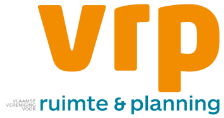 vrp
VLAAMSE
VERENIGING
VOOR
ruimte & planning